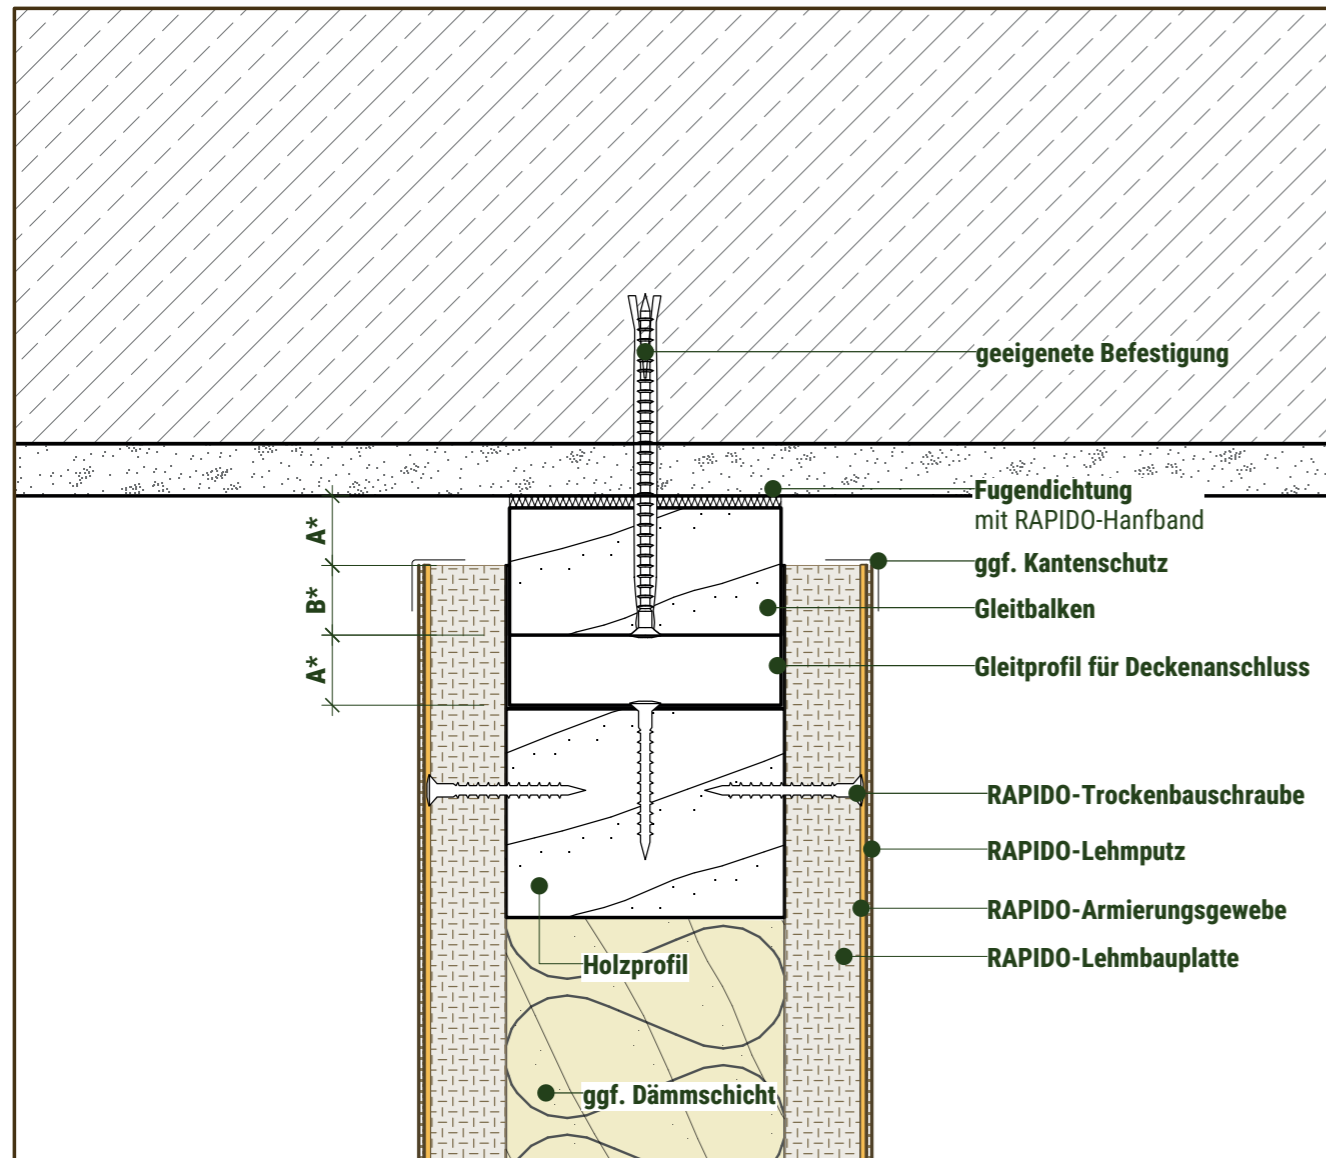 geeigenete Befestigung
Fugendichtung
mit RAPIDO-Hanfband
A*
ggf. Kantenschutz
B*
Gleitbalken
A*
Gleitprofil für Deckenanschluss
RAPIDO-Trockenbauschraube
RAPIDO-Lehmputz
RAPIDO-Armierungsgewebe
RAPIDO-Lehmbauplatte
Holzprofil
ggf. Dämmschicht